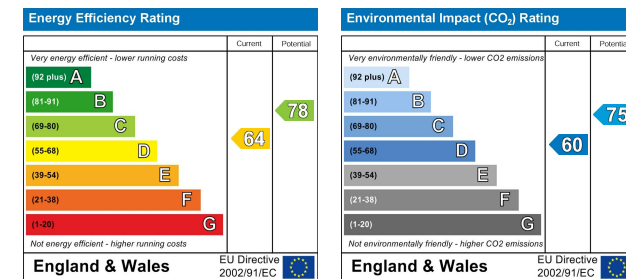 Energy Efficiency Rating
Current Potential
Very energy efficient - lower running costs
(92 plus) A
(81-91) B
(69-80) C
(55-68) D
(39-54) E
(21-38) F
(1-20) G
64
78
Not energy efficient - higher running costs
England & Wales
EU Directive
2002/91/EC
Environmental Impact (CO₂) Rating
Current Potential
Very environmentally friendly - lower CO2 emissions
(92 plus) A
(81-91) B
(69-80) C
(55-68) D
(39-54) E
(21-38) F
(1-20) G
60
75
Not environmentally friendly - higher CO2 emissions
England & Wales
EU Directive
2002/91/EC